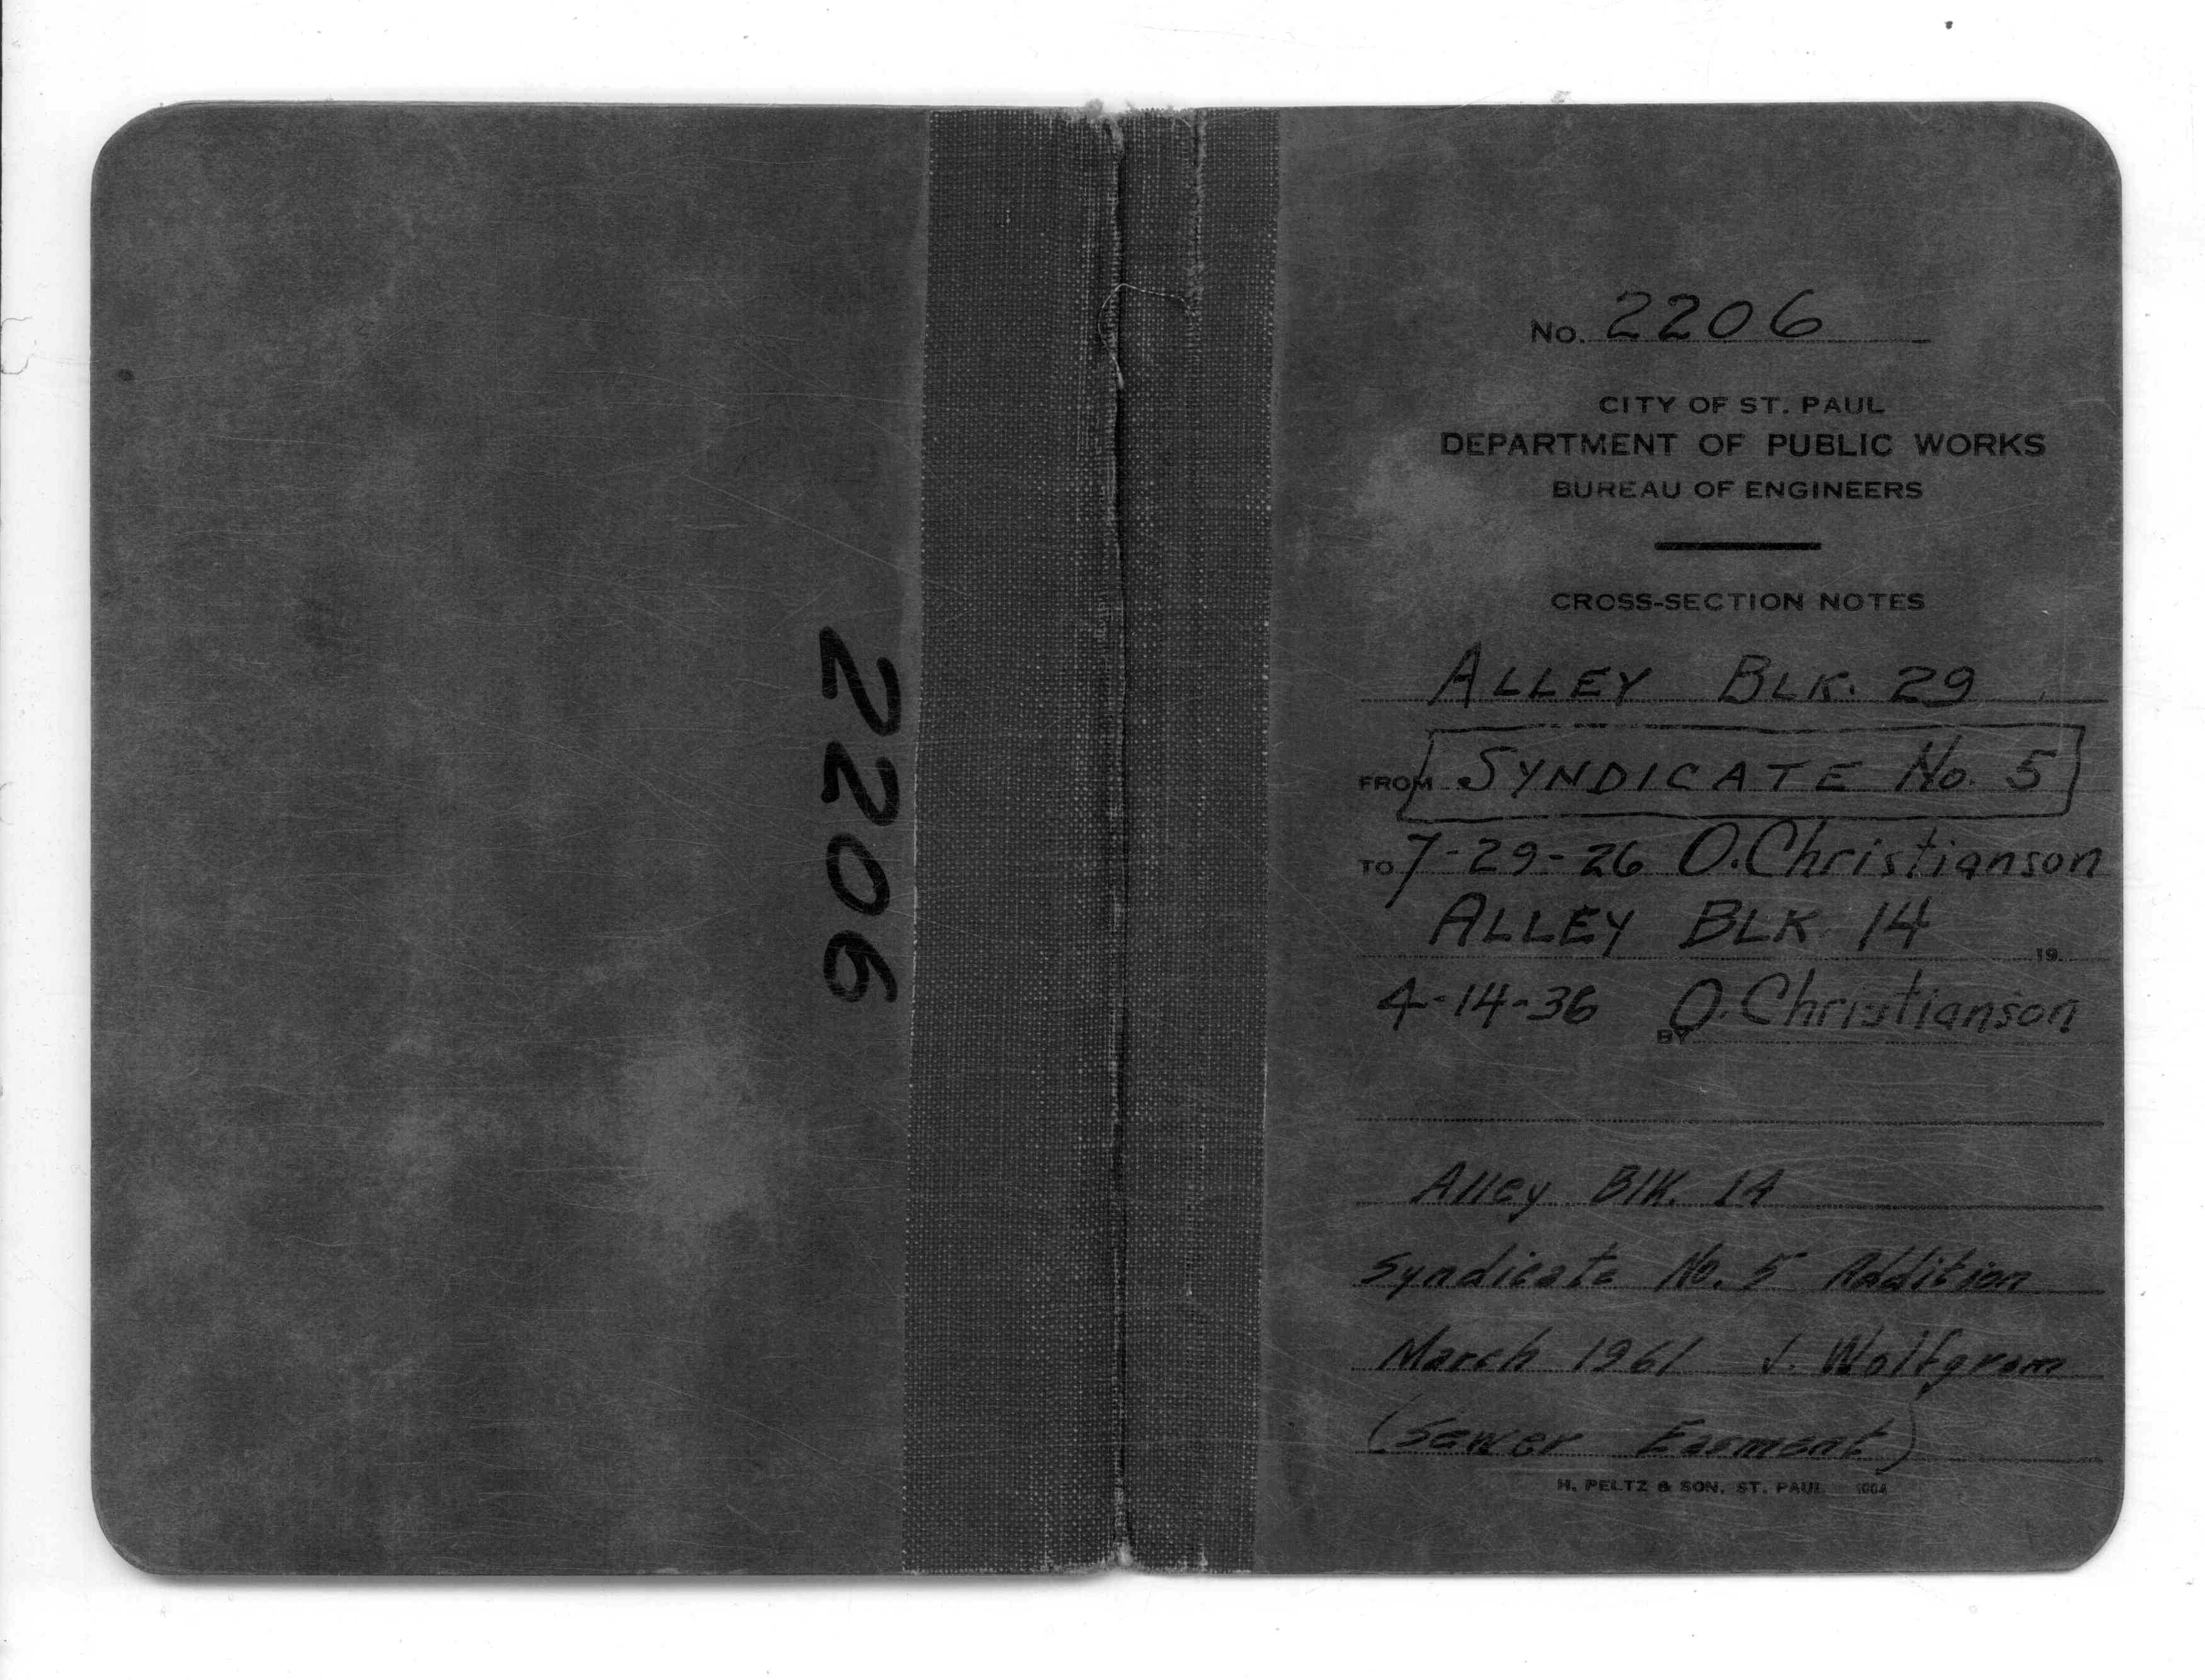 2206
No. 2206
CITY OF ST. PAUL
DEPARTMENT OF PUBLIC WORKS
BUREAU OF ENGINEERS
CROSS-SECTION NOTES
ALLEY BLK. 29
FROM SYNDICATE No. 5
TO 7-29-26 O. Christianson
ALLEY BLK 14
19
4-14-36 O. Christianson
BY
Alley Blk. 14
Syndicate No. 5 Addition
March 1961 J. Wolfgram
(Sewer Easment)
H. PELTZ & SON, ST. PAUL